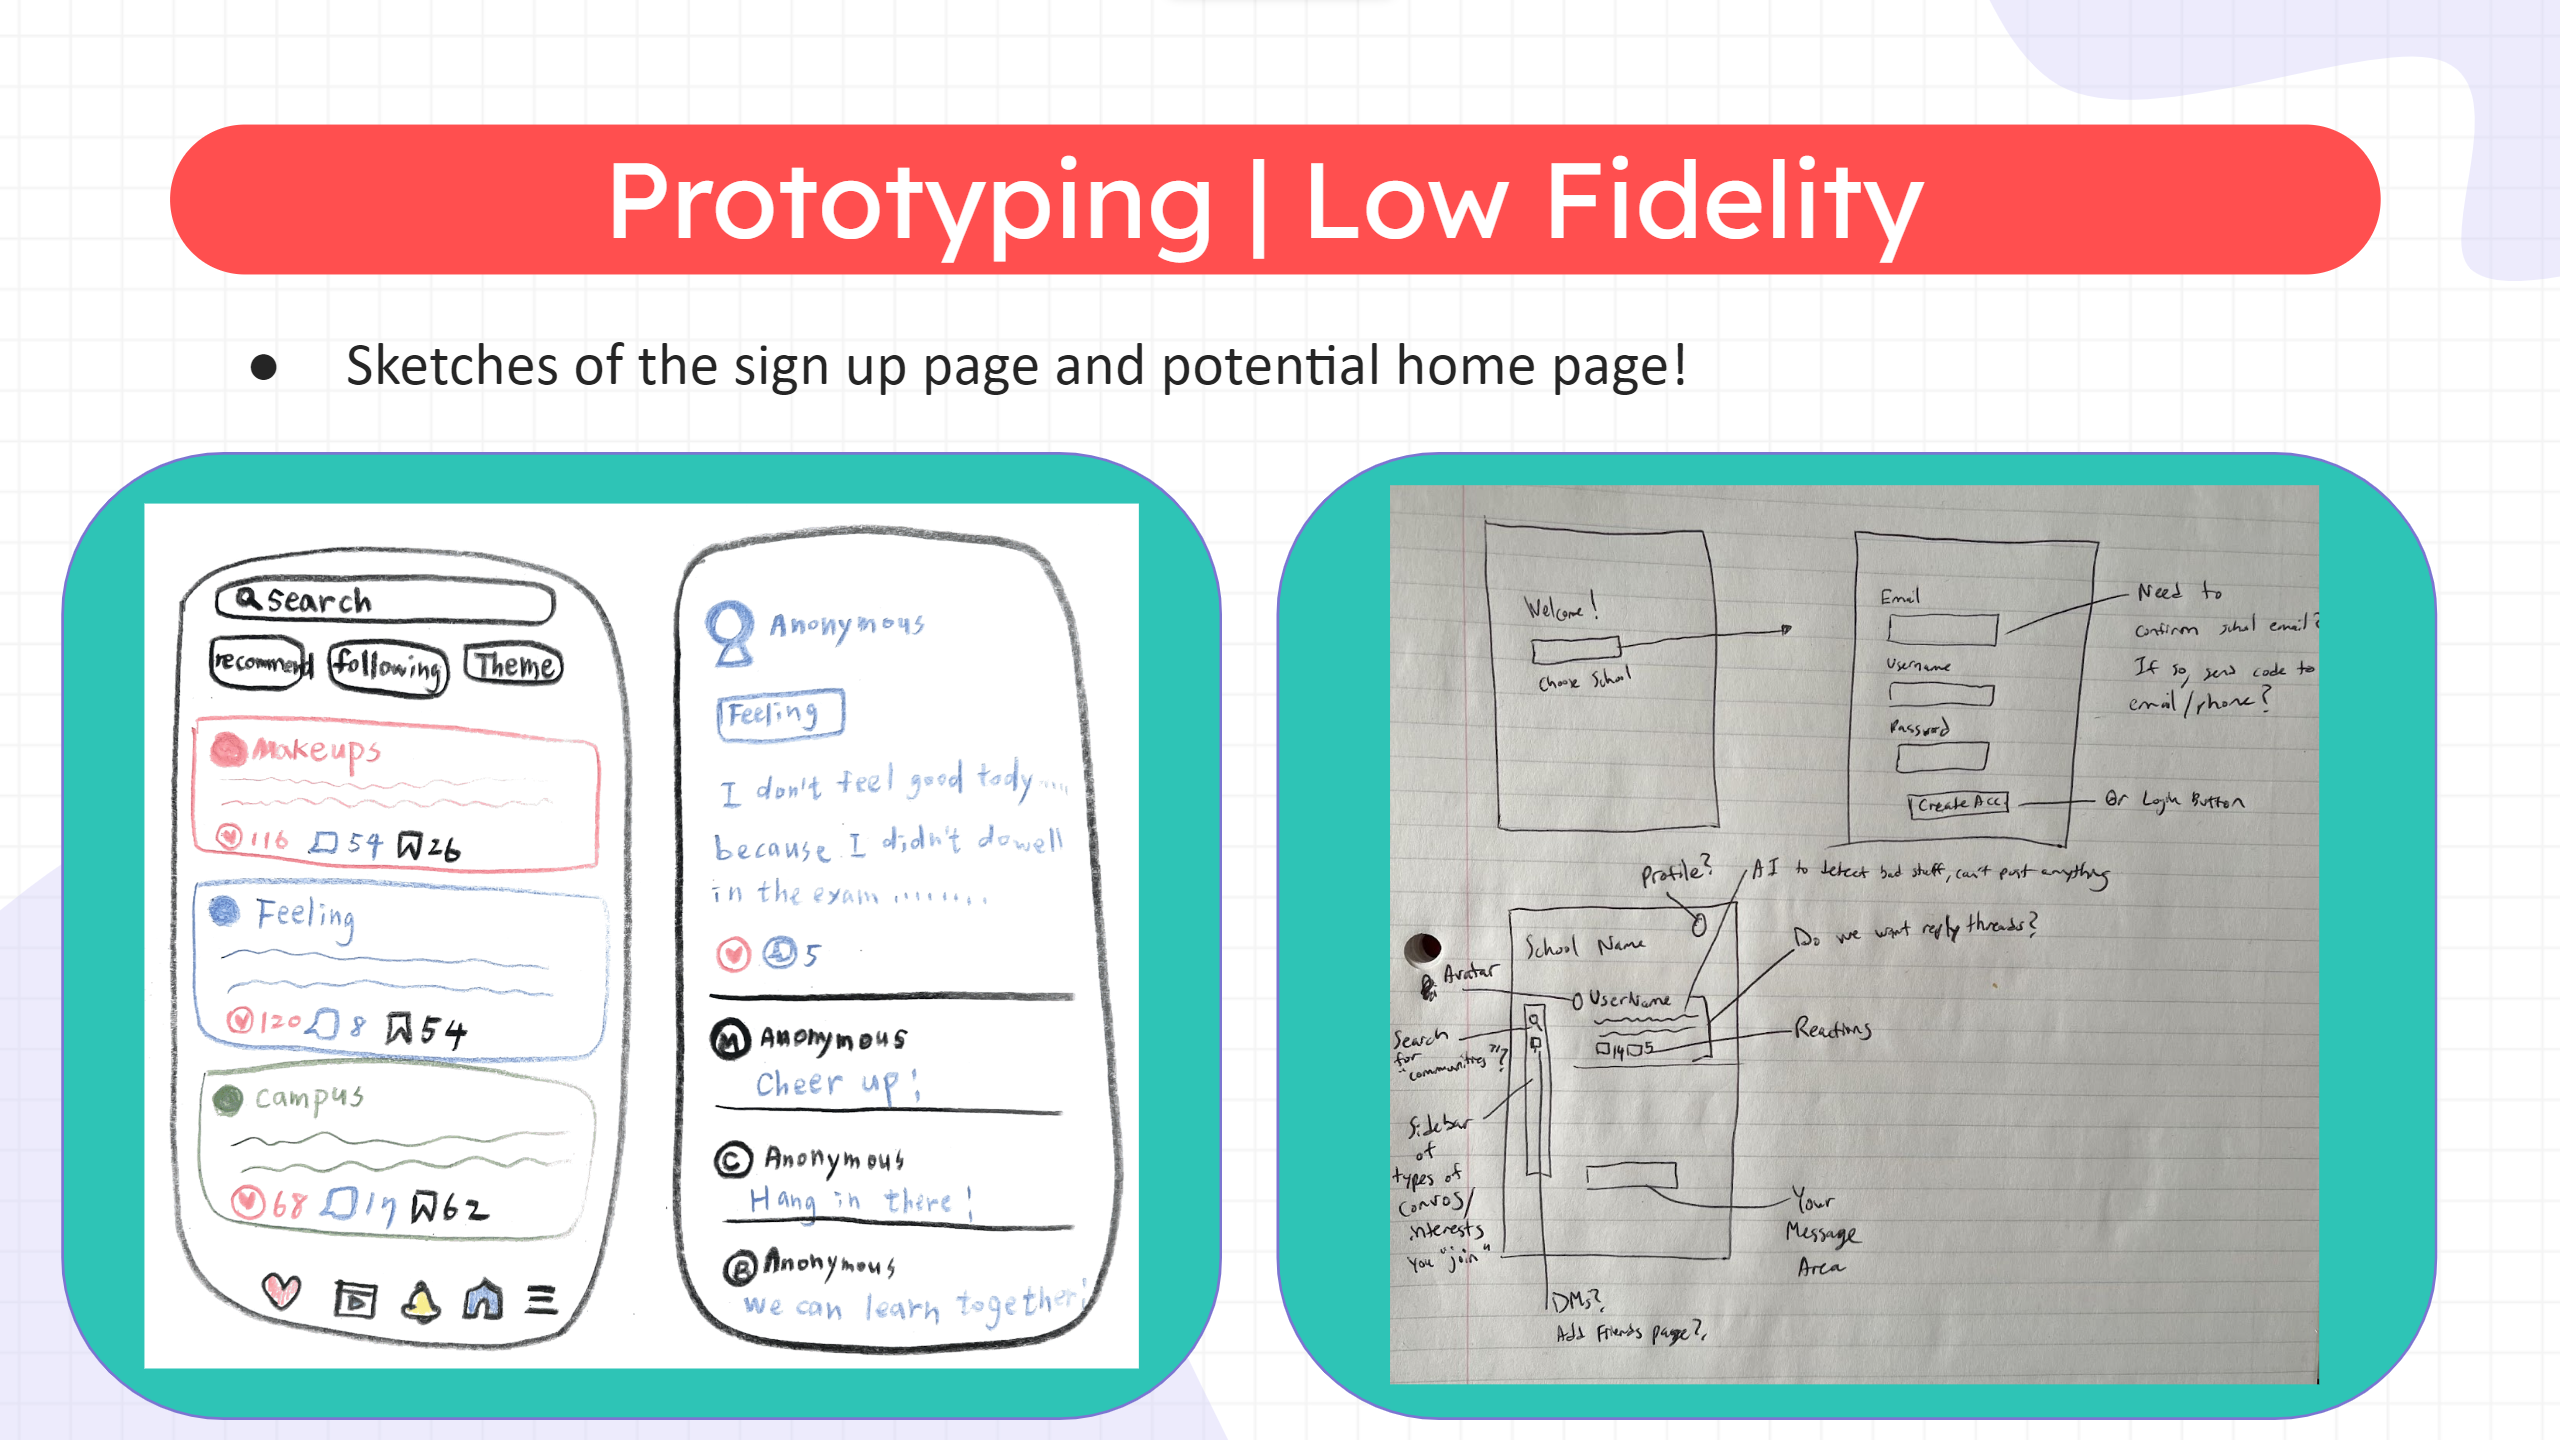 Prototyping | Low Fidelity
● Sketches of the sign up page and potential home page!
Search
recommend following Theme
Makeups
116 54 26
Feeling
120 8 54
campus
68 17 62
Anonymous
Feeling
I don't feel good tody....
because I didn't dowell
in the exam ........
5
M Anonymous
Cheer up!
C Anonymous
Hang in there!
B Anonymous
we can learn together!
Welcome!
Choose School
Email
Username
Password
Create Acc
Need to
confirm school email?
If so, send code to
email/phone?
Or Login Button
Profile?
AI to detect bad stuff, can't post anything
School Name
Do we want reply threads?
Avatar
UserName
14 5
Reactions
Search
for
"communities"?
Sidebar
of
types of
convos/
interests
you "join"
Your
Message
Area
DMs?
Add Friends page?